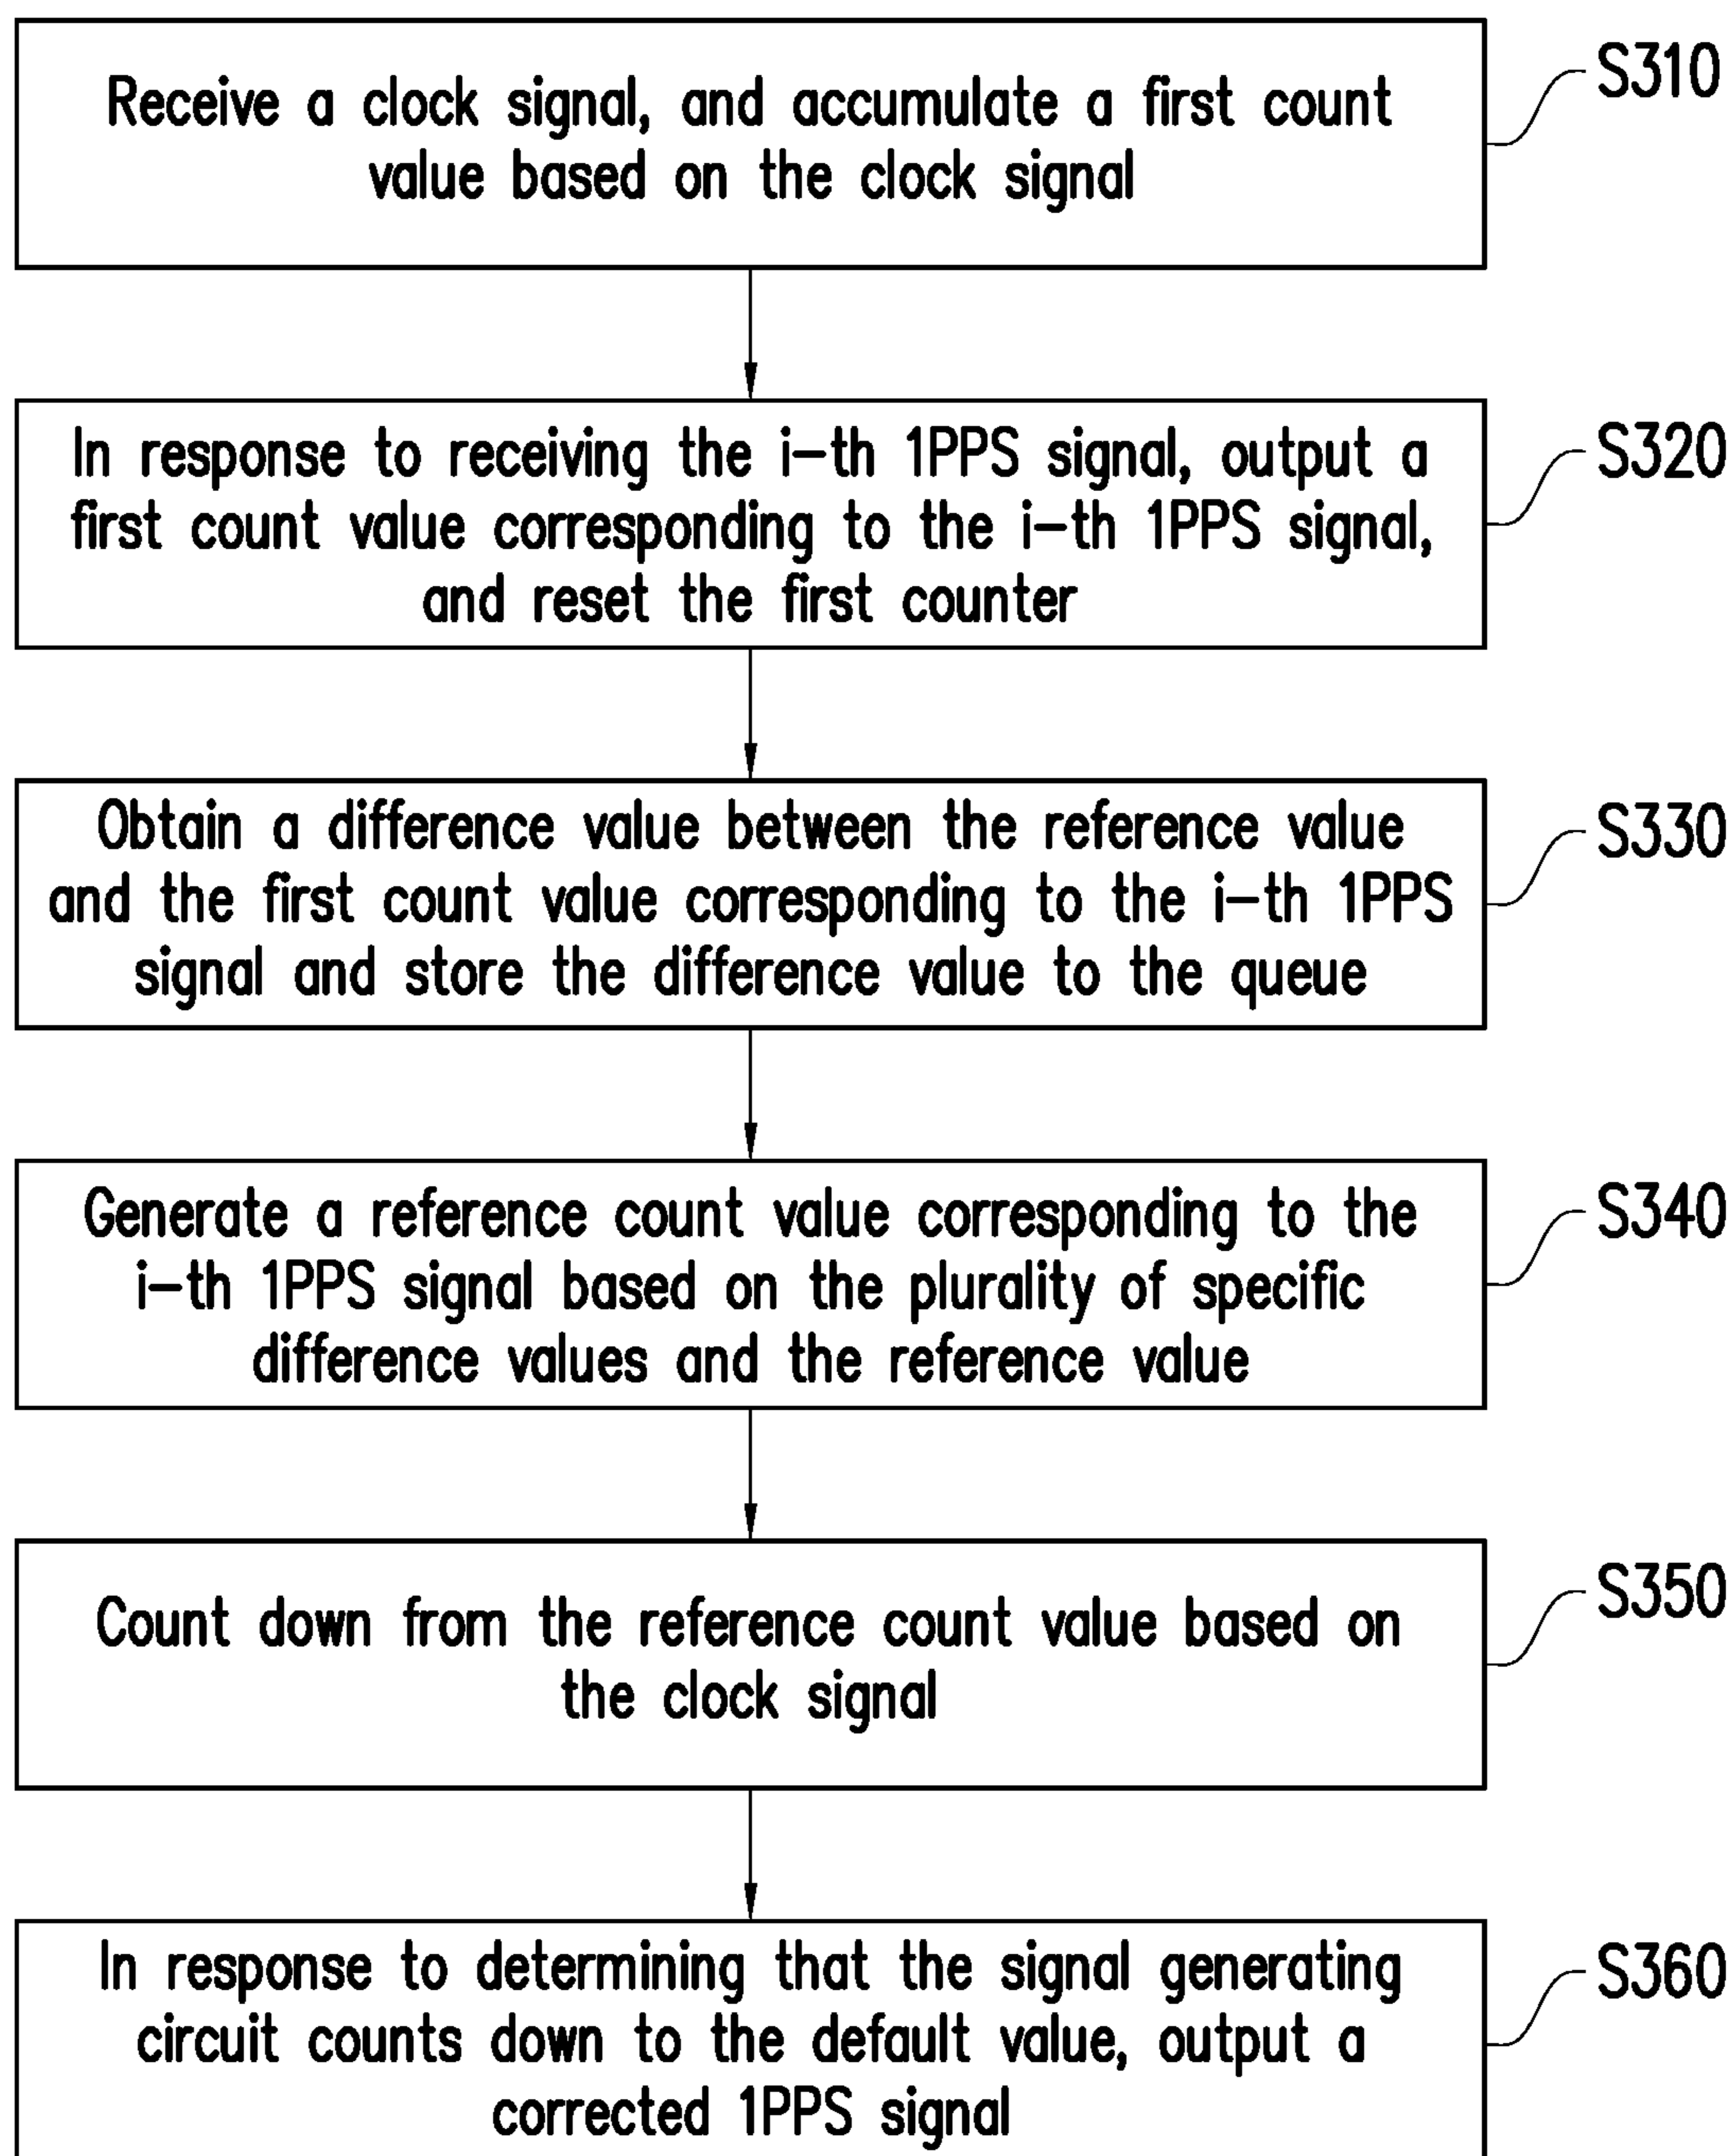 Receive a clock signal, and accumulate a first count
value based on the clock signal
S310
In response to receiving the i-th 1PPS signal, output a
first count value corresponding to the i-th 1PPS signal,
and reset the first counter
S320
Obtain a difference value between the reference value
and the first count value corresponding to the i-th 1PPS
signal and store the difference value to the queue
S330
Generate a reference count value corresponding to the
i-th 1PPS signal based on the plurality of specific
difference values and the reference value
S340
Count down from the reference count value based on
the clock signal
S350
In response to determining that the signal generating
circuit counts down to the default value, output a
corrected 1PPS signal
S360